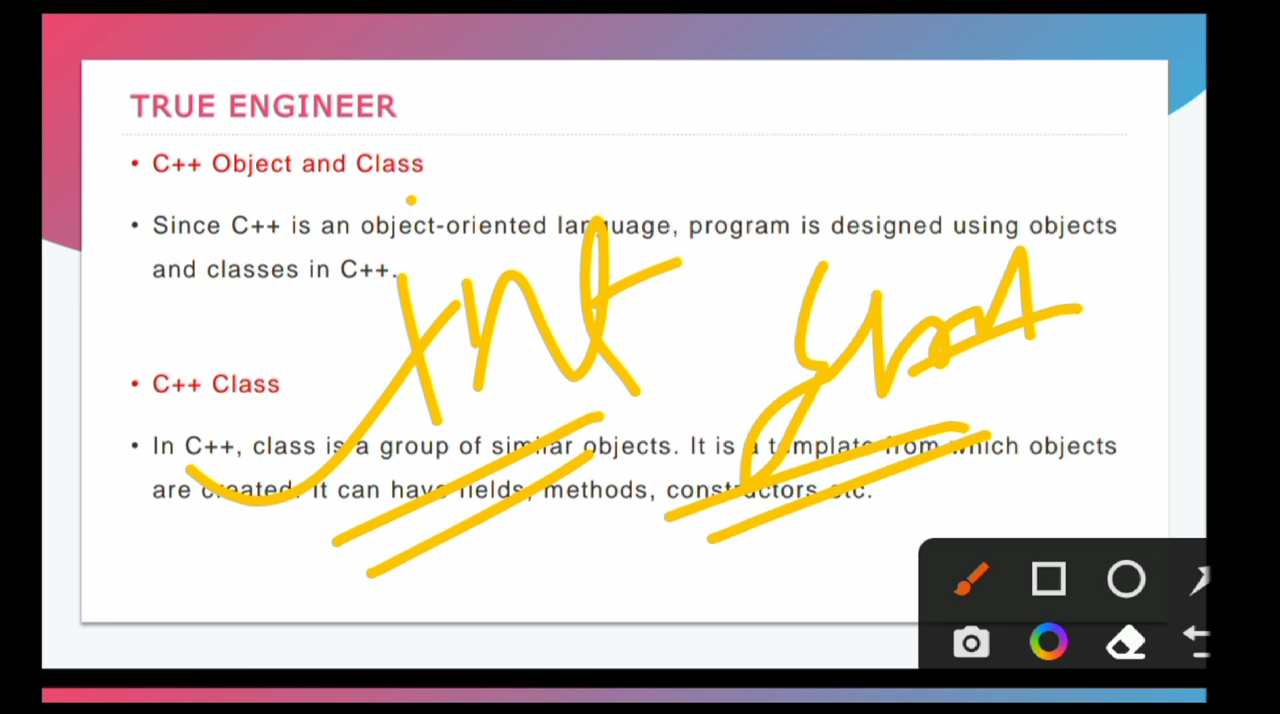 TRUE ENGINEER
• C++ Object and Class
• Since C++ is an object-oriented language, program is designed using objects
and classes in C++.
• C++ Class
• In C++, class is a group of similar objects. It is a template from which objects
are created. It can have fields, methods, constructors etc.